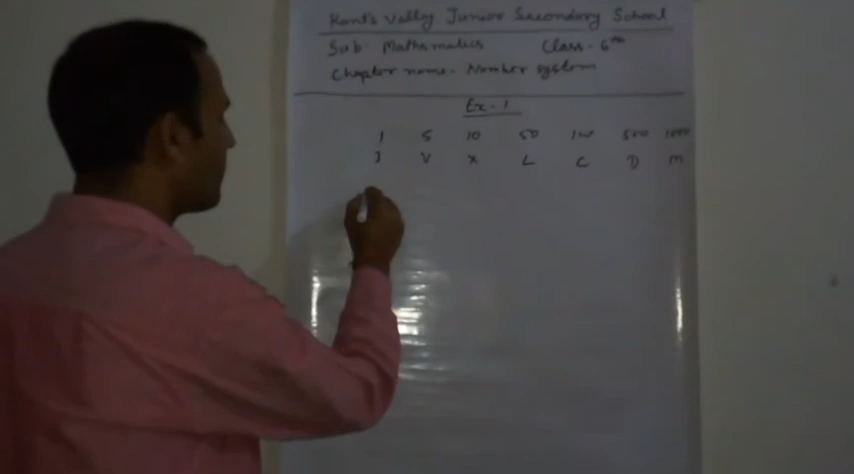 Kant's Valley Junior Secondary School
Sub: Mathematics Class - 6th
Chapter name - Number system
Ex - 1
1 5 10 50 100 500 1000
I V X L C D M